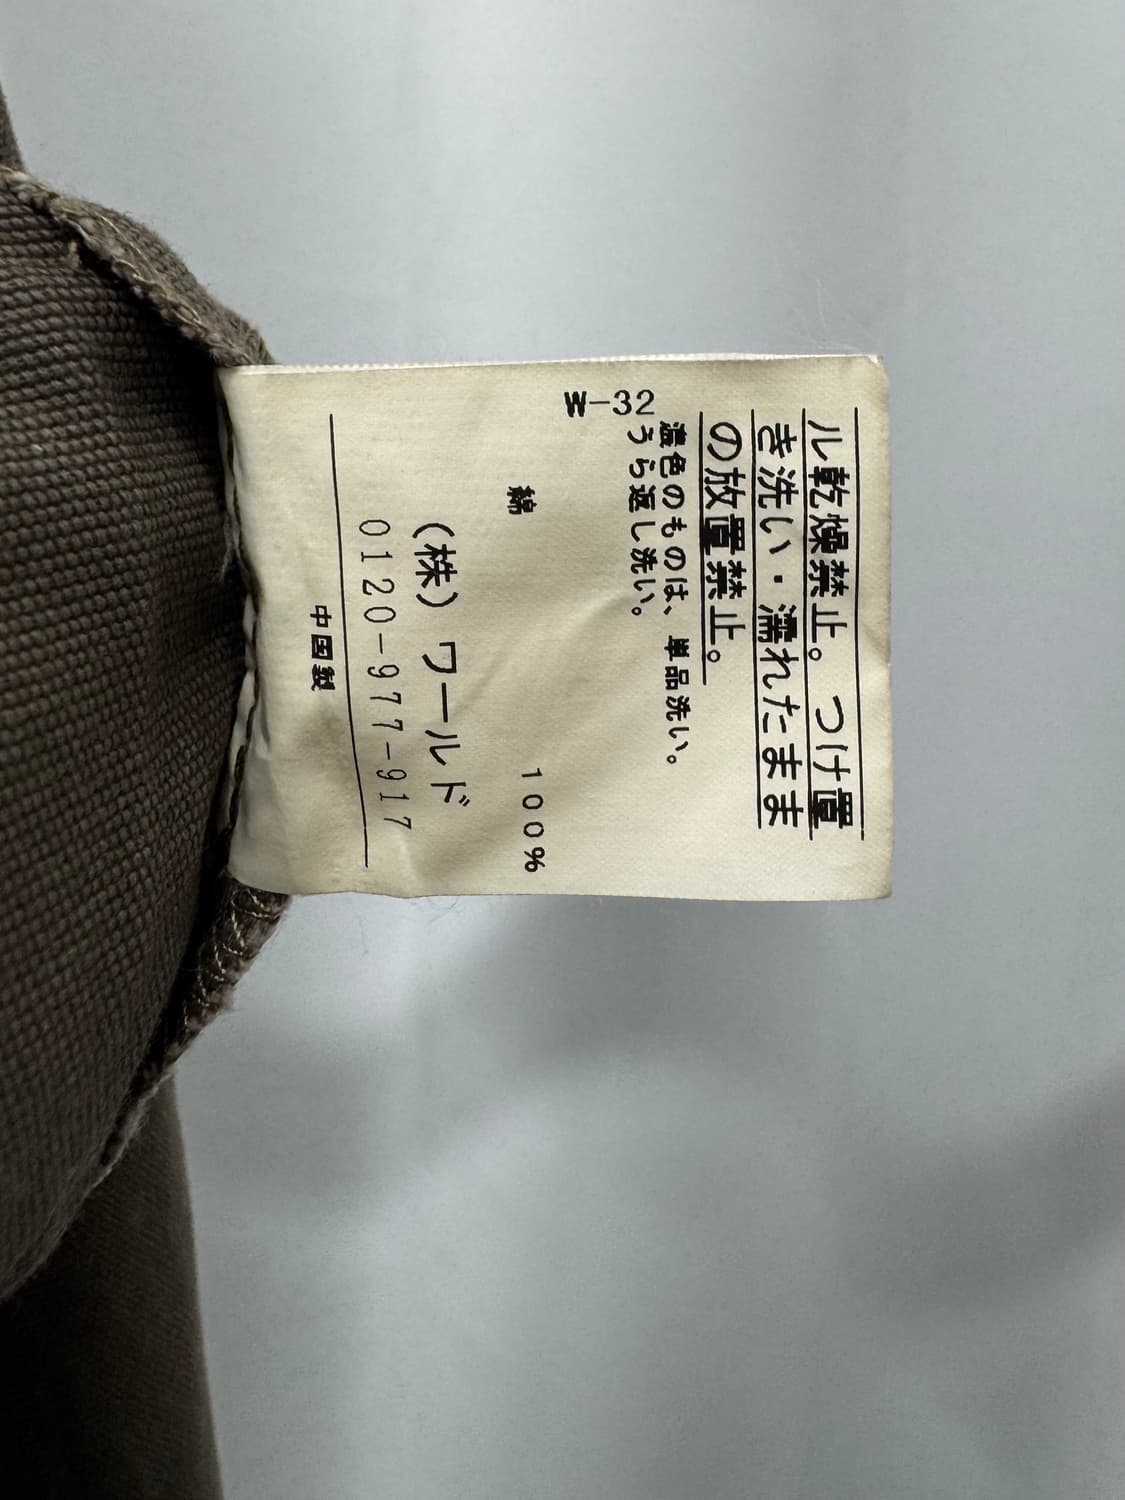 ル乾燥禁止。 つけ置
き洗い・濡れたまま
の放置禁止。
濃色のものは、単品洗い。
うら返し洗い。
W-32
綿 100%
(株)ワールド
0120-977-917
中国製